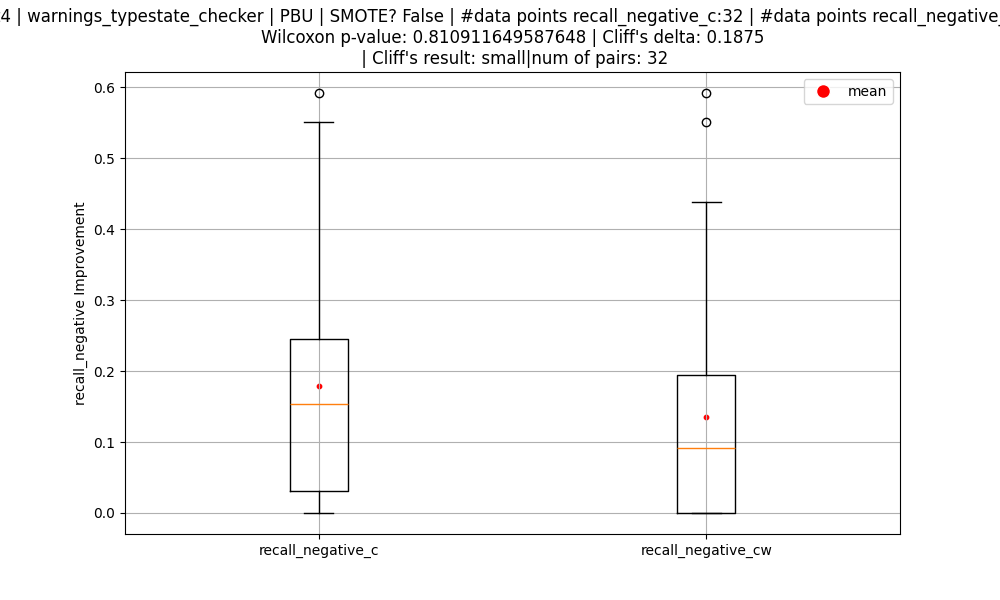 4 | warnings_typestate_checker | PBU | SMOTE? False | #data points recall_negative_c:32 | #data points recall_negative_
Wilcoxon p-value: 0.810911649587648 | Cliff's delta: 0.1875
| Cliff's result: small|num of pairs: 32
mean
0.6
0.5
0.4
0.3
0.2
0.1
0.0
recall_negative Improvement
recall_negative_c
recall_negative_cw